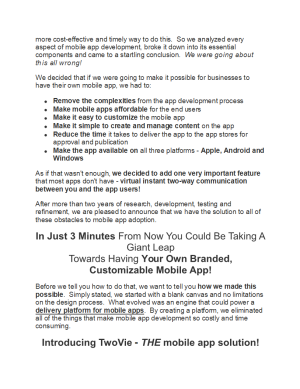 more cost-effective and timely way to do this.  So we analyzed every
aspect of mobile app development, broke it down into its essential
components and came to a startling conclusion.  We were going about
this all wrong!
We decided that if we were going to make it possible for businesses to
have their own mobile app, we had to:
● Remove the complexities from the app development process
● Make mobile apps affordable for the end users
● Make it easy to customize the mobile app
● Make it simple to create and manage content on the app
● Reduce the time it takes to deliver the app to the app stores for
approval and publication
● Make the app available on all three platforms - Apple, Android and
Windows
As if that wasn't enough, we decided to add one very important feature
that most apps don't have - virtual instant two-way communication
between you and the app users!
After more than two years of research, development, testing and
refinement, we are pleased to announce that we have the solution to all of
these obstacles to mobile app adoption.
In Just 3 Minutes From Now You Could Be Taking A
Giant Leap
Towards Having Your Own Branded,
Customizable Mobile App!
Before we tell you how to do that, we want to tell you how we made this
possible.  Simply stated, we started with a blank canvas and no limitations
on the design process.  What evolved was an engine that could power a
delivery platform for mobile apps.  By creating a platform, we eliminated
all of the things that make mobile app development so costly and time
consuming.
Introducing TwoVie - THE mobile app solution!